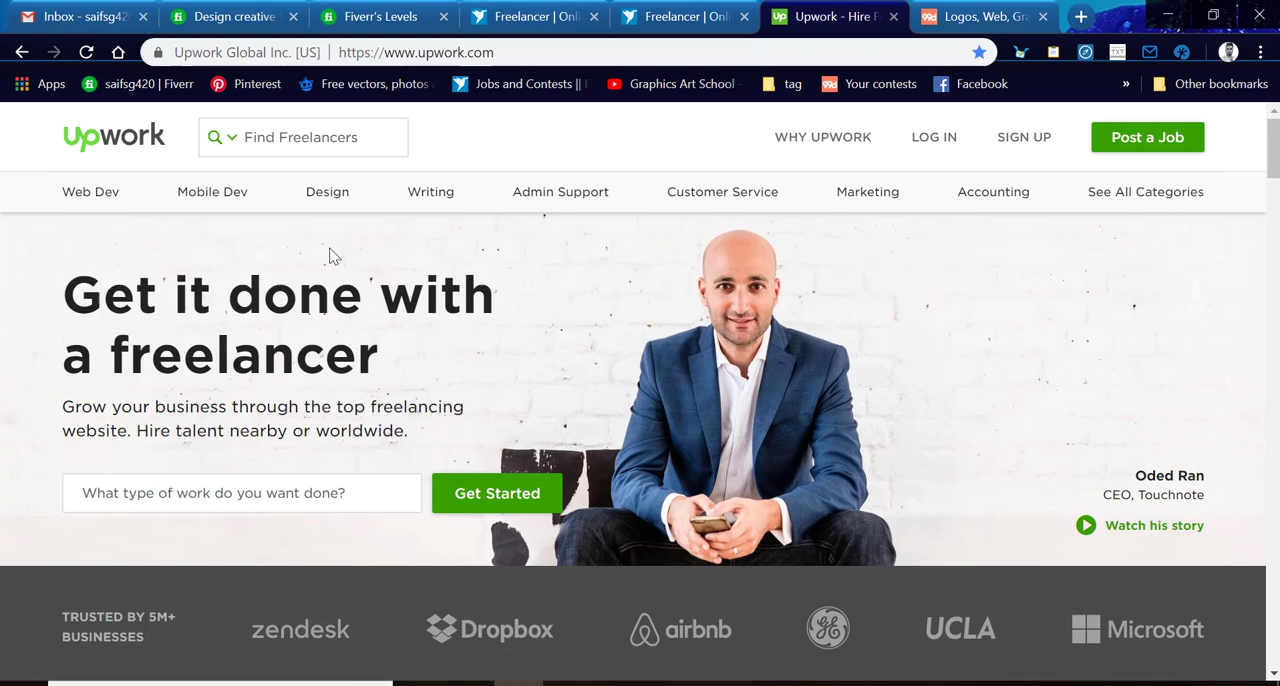 Inbox - saifsg42
Design creative
Fiverr's Levels
Freelancer | Onli
Freelancer | Onli
Upwork - Hire F
Logos, Web, Gra
Upwork Global Inc. [US] | https://www.upwork.com
Apps
saifsg420 | Fiverr
Pinterest
Free vectors, photos
Jobs and Contests ||
Graphics Art School -
tag
Your contests
Facebook
»
Other bookmarks
upwork
Find Freelancers
WHY UPWORK
LOG IN
SIGN UP
Post a Job
Web Dev
Mobile Dev
Design
Writing
Admin Support
Customer Service
Marketing
Accounting
See All Categories
Get it done with
a freelancer
Grow your business through the top freelancing
website. Hire talent nearby or worldwide.
What type of work do you want done?
Get Started
Oded Ran
CEO, Touchnote
Watch his story
TRUSTED BY 5M+
BUSINESSES
zendesk
Dropbox
airbnb
GE
UCLA
Microsoft